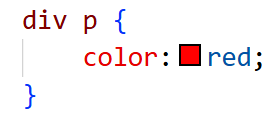 div p {
    color: red;
}